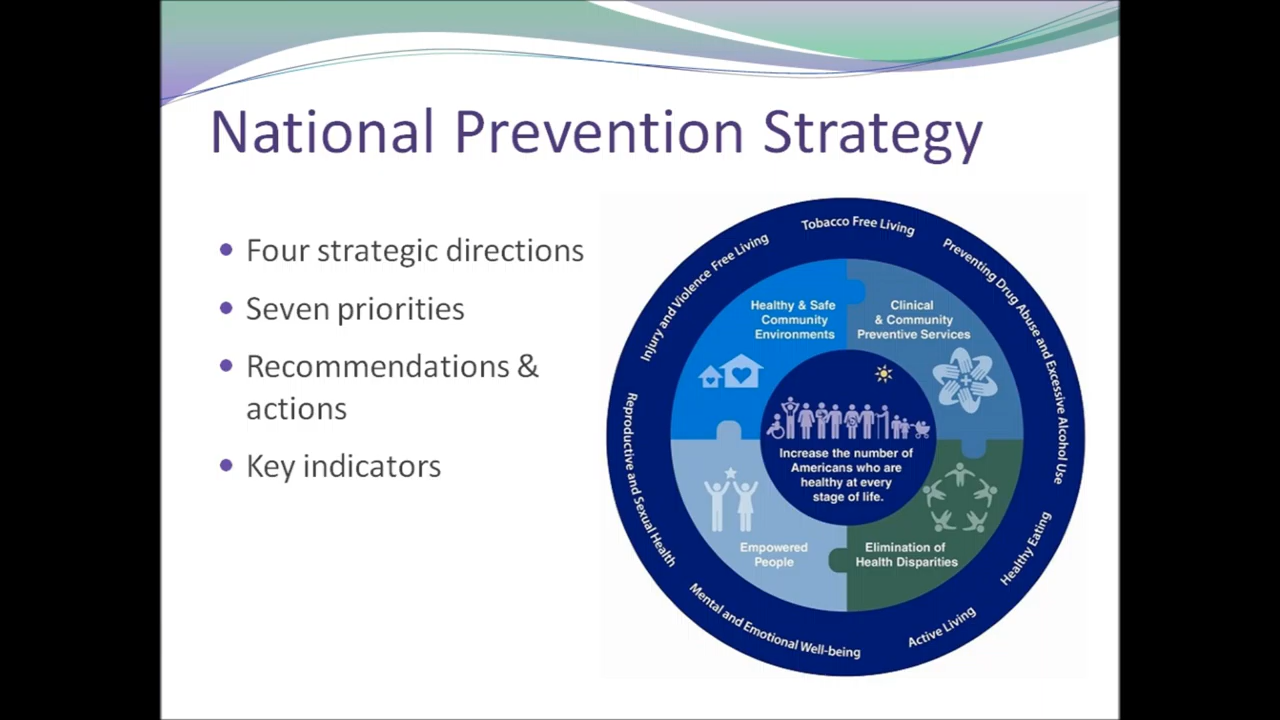 National Prevention Strategy
Four strategic directions
Seven priorities
Recommendations &
actions
Key indicators
Tobacco Free Living
Preventing Drug Abuse and Excessive Alcohol Use
Healthy Eating
Active Living
Mental and Emotional Well-being
Reproductive and Sexual Health
Injury and Violence Free Living
Healthy & Safe
Community
Environments
Clinical
& Community
Preventive Services
Increase the number of
Americans who are
healthy at every
stage of life.
Empowered
People
Elimination of
Health Disparities